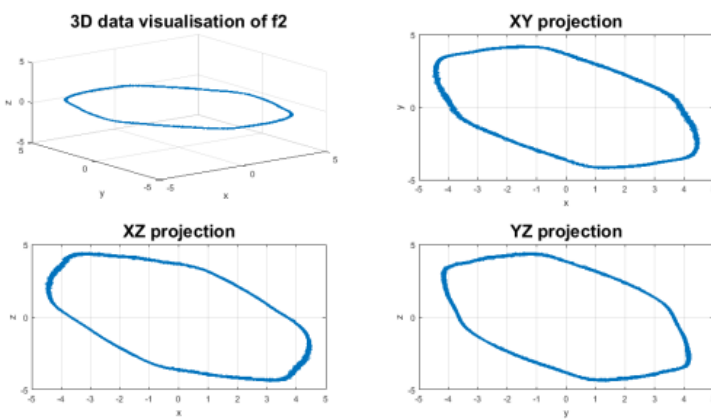 3D data visualisation of f2
5
0
-5
z
5
0
-5
y
-5
0
5
x
XY projection
5
0
-5
y
-5 -4 -3 -2 -1 0 1 2 3 4
x
XZ projection
5
0
-5
z
-5 -4 -3 -2 -1 0 1 2 3 4 5
x
YZ projection
5
0
-5
z
-5 -4 -3 -2 -1 0 1 2 3 4
y